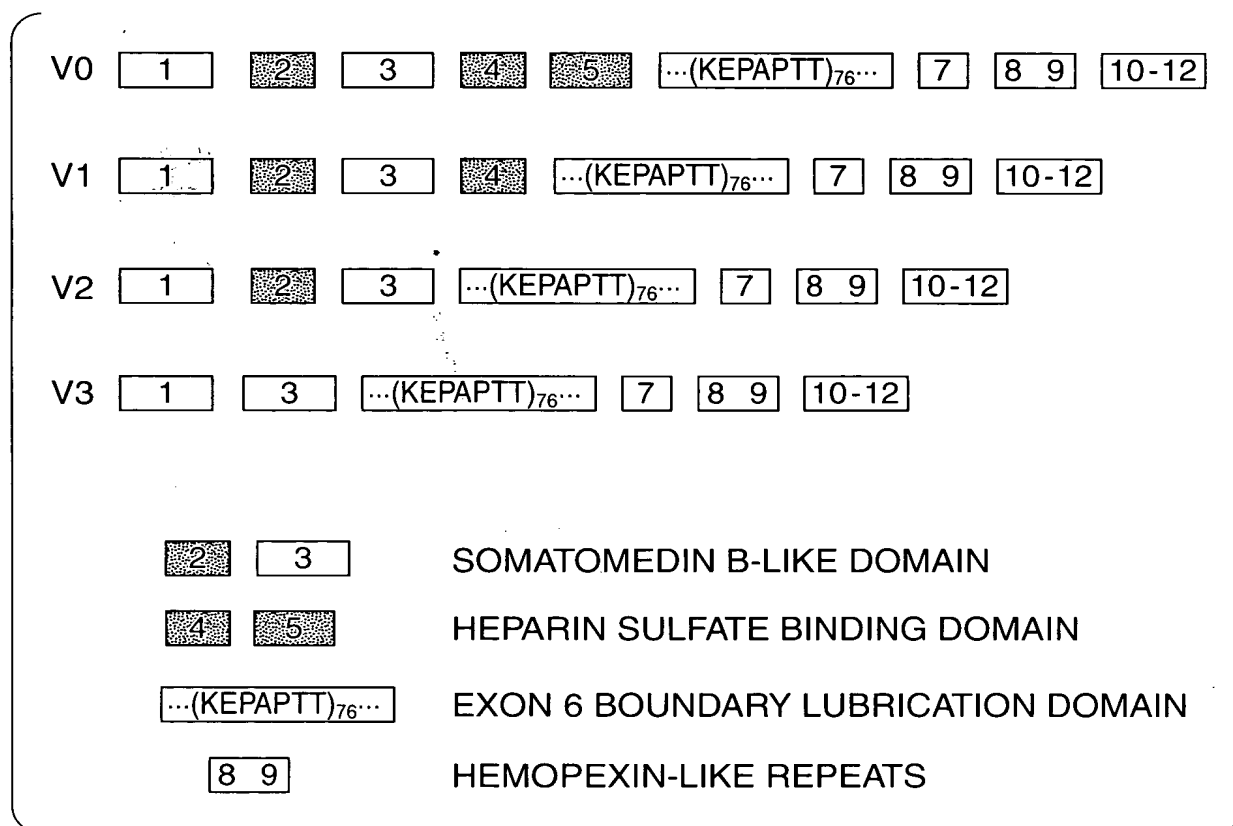 V0 1 2 3 4 5 ...(KEPAPTT)76... 7 8 9 10-12
V1 1 2 3 4 ...(KEPAPTT)76... 7 8 9 10-12
V2 1 2 3 ...(KEPAPTT)76... 7 8 9 10-12
V3 1 3 ...(KEPAPTT)76... 7 8 9 10-12
2 3 SOMATOMEDIN B-LIKE DOMAIN
4 5 HEPARIN SULFATE BINDING DOMAIN
...(KEPAPTT)76... EXON 6 BOUNDARY LUBRICATION DOMAIN
8 9 HEMOPEXIN-LIKE REPEATS